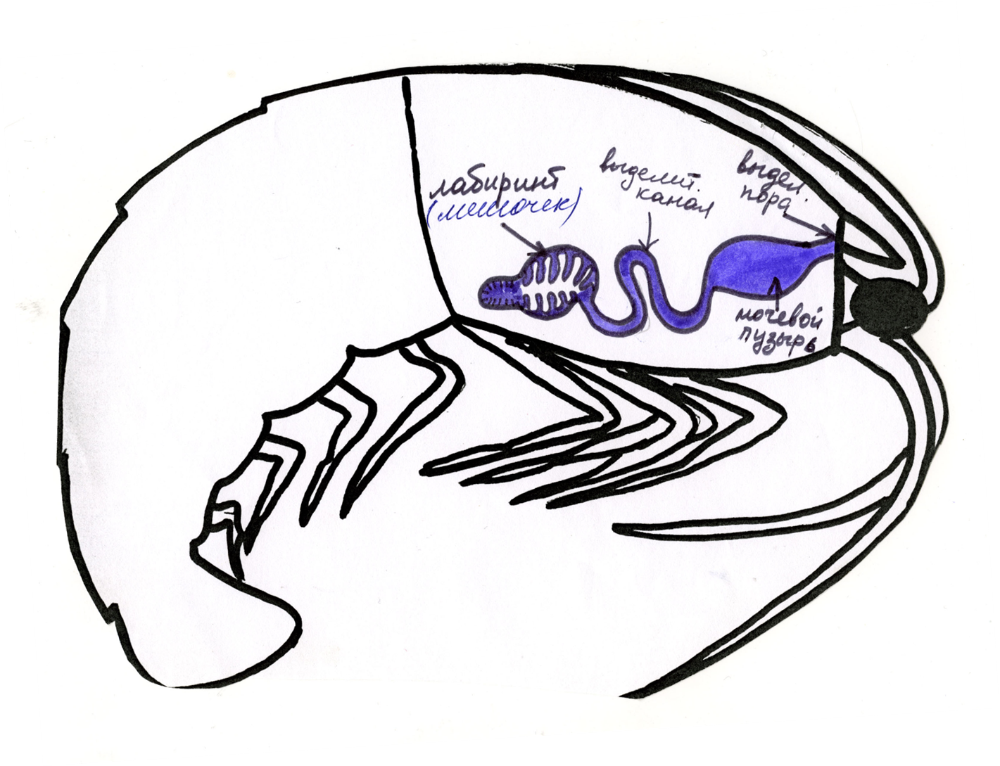 лабиринт
(мешочек)
выделит.
канал
выдел.
пора
мочевой
пузырь